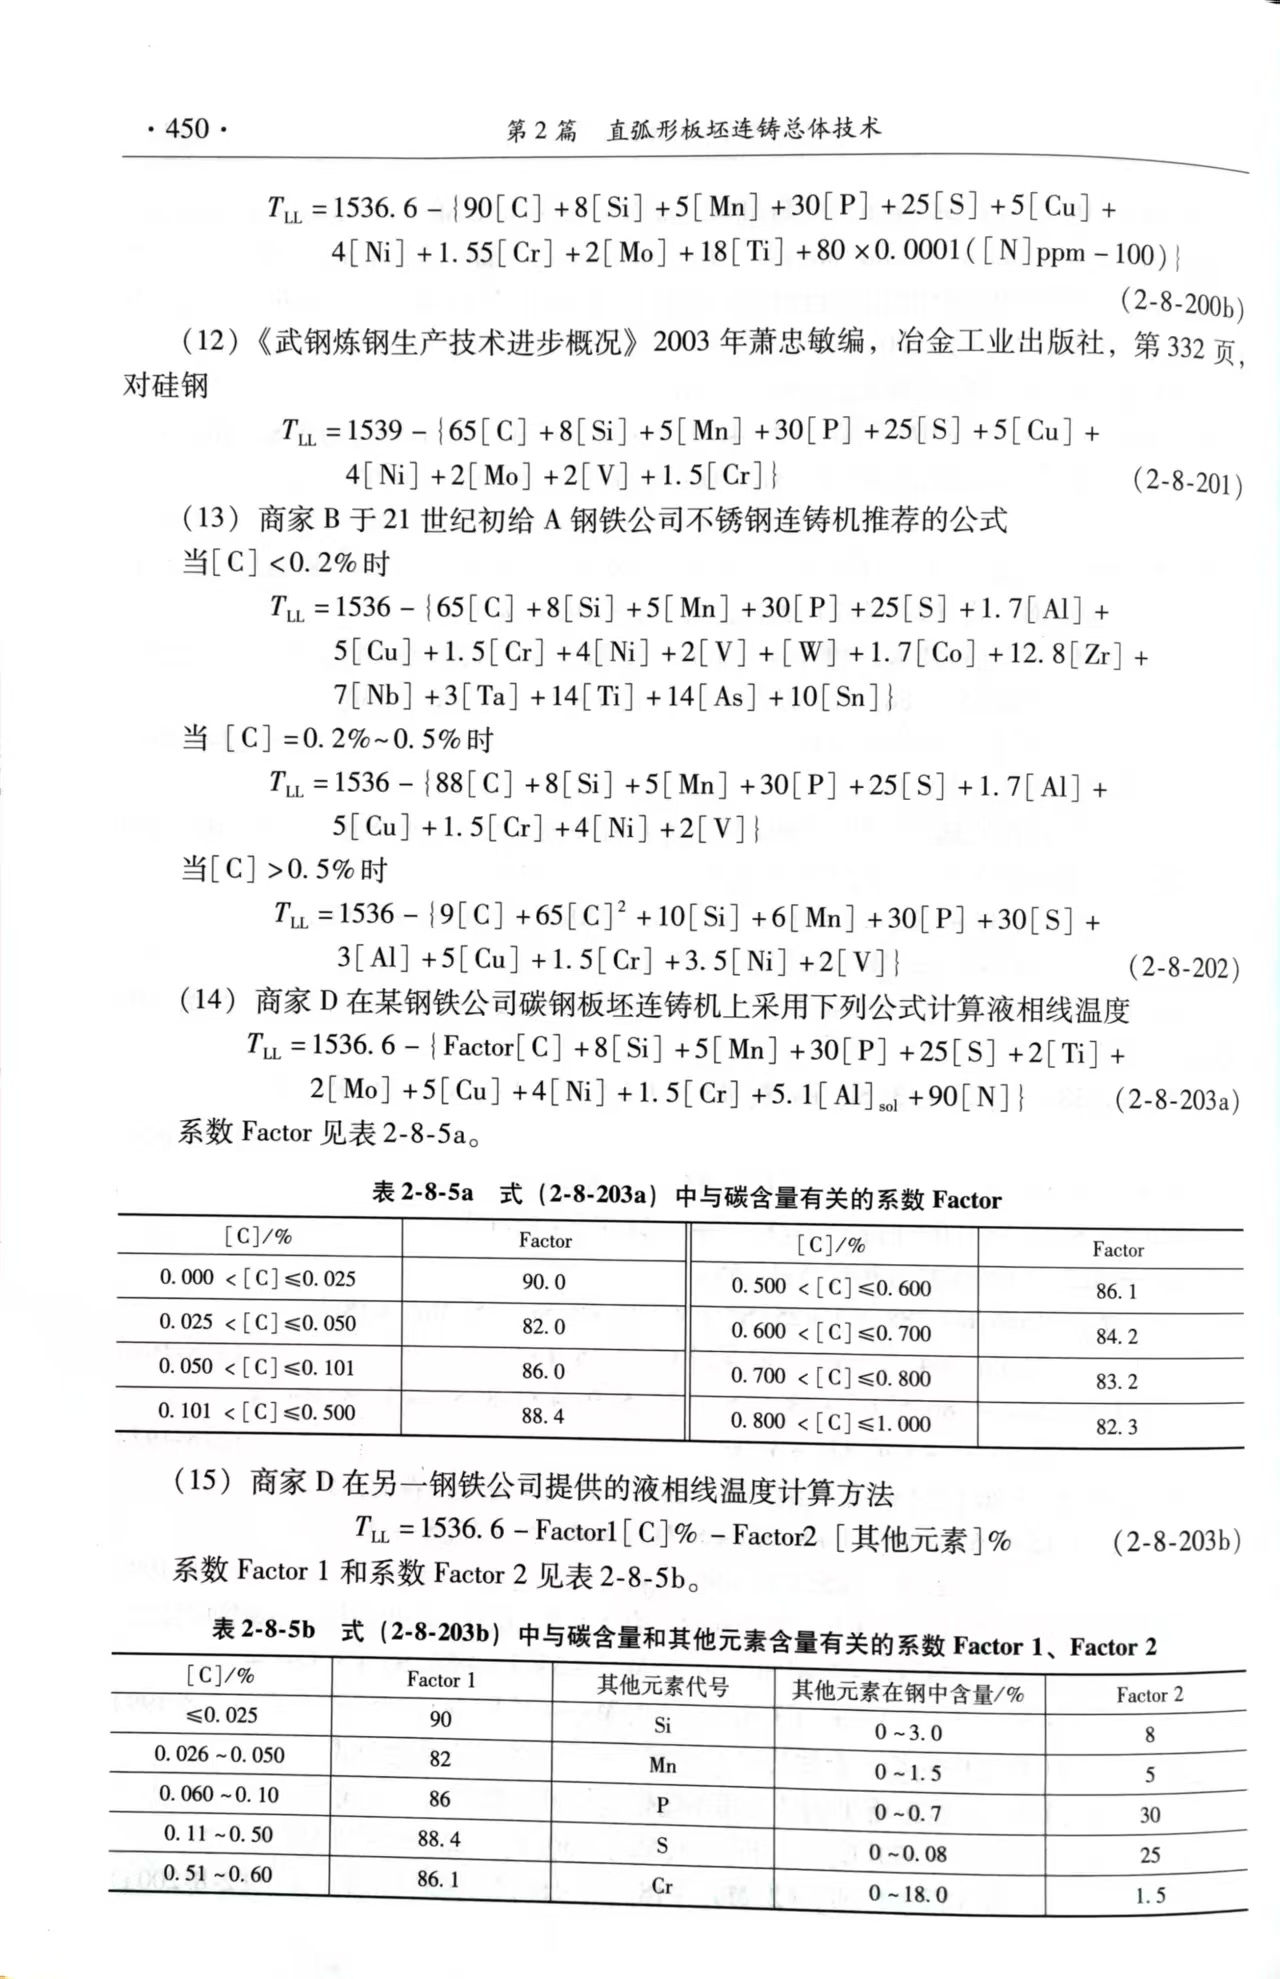 · 450 ·
第 2 篇 直弧形板坯连铸总体技术
T_LL = 1536.6 - {90[C] + 8[Si] + 5[Mn] + 30[P] + 25[S] + 5[Cu] +
4[Ni] + 1.55[Cr] + 2[Mo] + 18[Ti] + 80 × 0.0001([N]ppm - 100)}
(2-8-200b)
(12)《武钢炼钢生产技术进步概况》2003 年萧忠敏编，冶金工业出版社，第 332 页，
对硅钢
T_LL = 1539 - {65[C] + 8[Si] + 5[Mn] + 30[P] + 25[S] + 5[Cu] +
4[Ni] + 2[Mo] + 2[V] + 1.5[Cr]} (2-8-201)
(13) 商家 B 于 21 世纪初给 A 钢铁公司不锈钢连铸机推荐的公式
当[C] < 0.2% 时
T_LL = 1536 - {65[C] + 8[Si] + 5[Mn] + 30[P] + 25[S] + 1.7[Al] +
5[Cu] + 1.5[Cr] + 4[Ni] + 2[V] + [W] + 1.7[Co] + 12.8[Zr] +
7[Nb] + 3[Ta] + 14[Ti] + 14[As] + 10[Sn]}
当 [C] = 0.2% ~ 0.5% 时
T_LL = 1536 - {88[C] + 8[Si] + 5[Mn] + 30[P] + 25[S] + 1.7[Al] +
5[Cu] + 1.5[Cr] + 4[Ni] + 2[V]}
当[C] > 0.5% 时
T_LL = 1536 - {9[C] + 65[C]² + 10[Si] + 6[Mn] + 30[P] + 30[S] +
3[Al] + 5[Cu] + 1.5[Cr] + 3.5[Ni] + 2[V]} (2-8-202)
(14) 商家 D 在某钢铁公司碳钢板坯连铸机上采用下列公式计算液相线温度
T_LL = 1536.6 - {Factor[C] + 8[Si] + 5[Mn] + 30[P] + 25[S] + 2[Ti] +
2[Mo] + 5[Cu] + 4[Ni] + 1.5[Cr] + 5.1[Al]_sol + 90[N]} (2-8-203a)
系数 Factor 见表 2-8-5a。
表 2-8-5a 式 (2-8-203a) 中与碳含量有关的系数 Factor
[C]/% Factor [C]/% Factor
0.000 < [C] ≤ 0.025 90.0 0.500 < [C] ≤ 0.600 86.1
0.025 < [C] ≤ 0.050 82.0 0.600 < [C] ≤ 0.700 84.2
0.050 < [C] ≤ 0.101 86.0 0.700 < [C] ≤ 0.800 83.2
0.101 < [C] ≤ 0.500 88.4 0.800 < [C] ≤ 1.000 82.3
(15) 商家 D 在另一钢铁公司提供的液相线温度计算方法
T_LL = 1536.6 - Factor1[C]% - Factor2 [其他元素]% (2-8-203b)
系数 Factor 1 和系数 Factor 2 见表 2-8-5b。
表 2-8-5b 式 (2-8-203b) 中与碳含量和其他元素含量有关的系数 Factor 1、Factor 2
[C]/% Factor 1 其他元素代号 其他元素在钢中含量/% Factor 2
≤0.025 90 Si 0 ~ 3.0 8
0.026 ~ 0.050 82 Mn 0 ~ 1.5 5
0.060 ~ 0.10 86 P 0 ~ 0.7 30
0.11 ~ 0.50 88.4 S 0 ~ 0.08 25
0.51 ~ 0.60 86.1 Cr 0 ~ 18.0 1.5